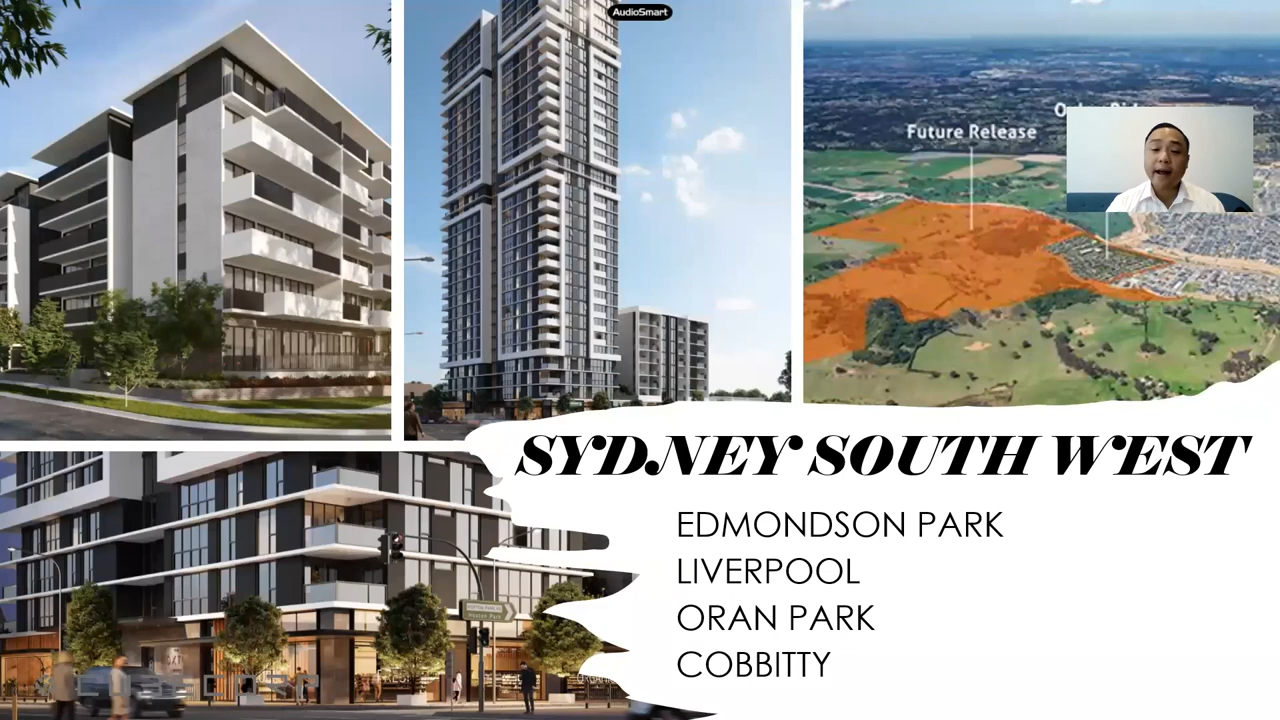 AudioSmart
Future Release
SYDNEY SOUTH WEST
EDMONDSON PARK
LIVERPOOL
ORAN PARK
COBBITTY